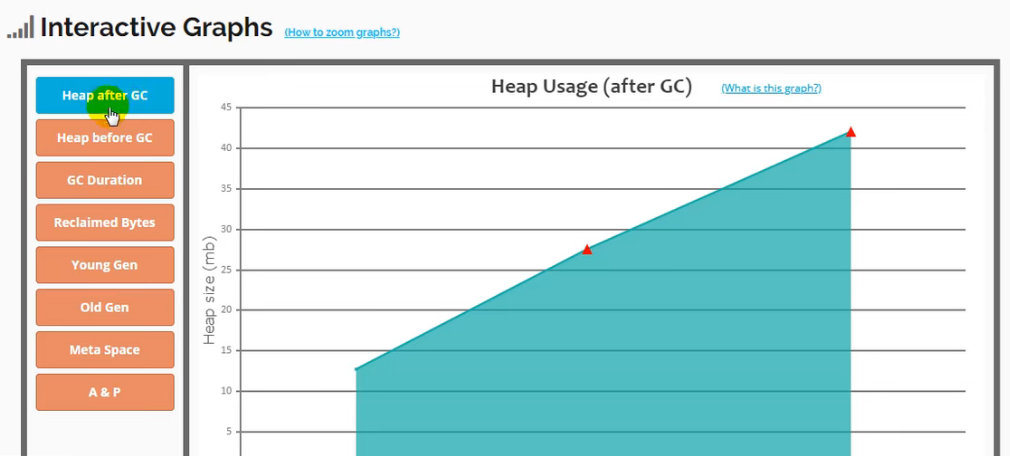 Interactive Graphs (How to zoom graphs?)
Heap after GC
Heap before GC
GC Duration
Reclaimed Bytes
Young Gen
Old Gen
Meta Space
A & P
Heap Usage (after GC) (What is this graph?)
Heap size (mb)
45
40
35
30
25
20
15
10
5